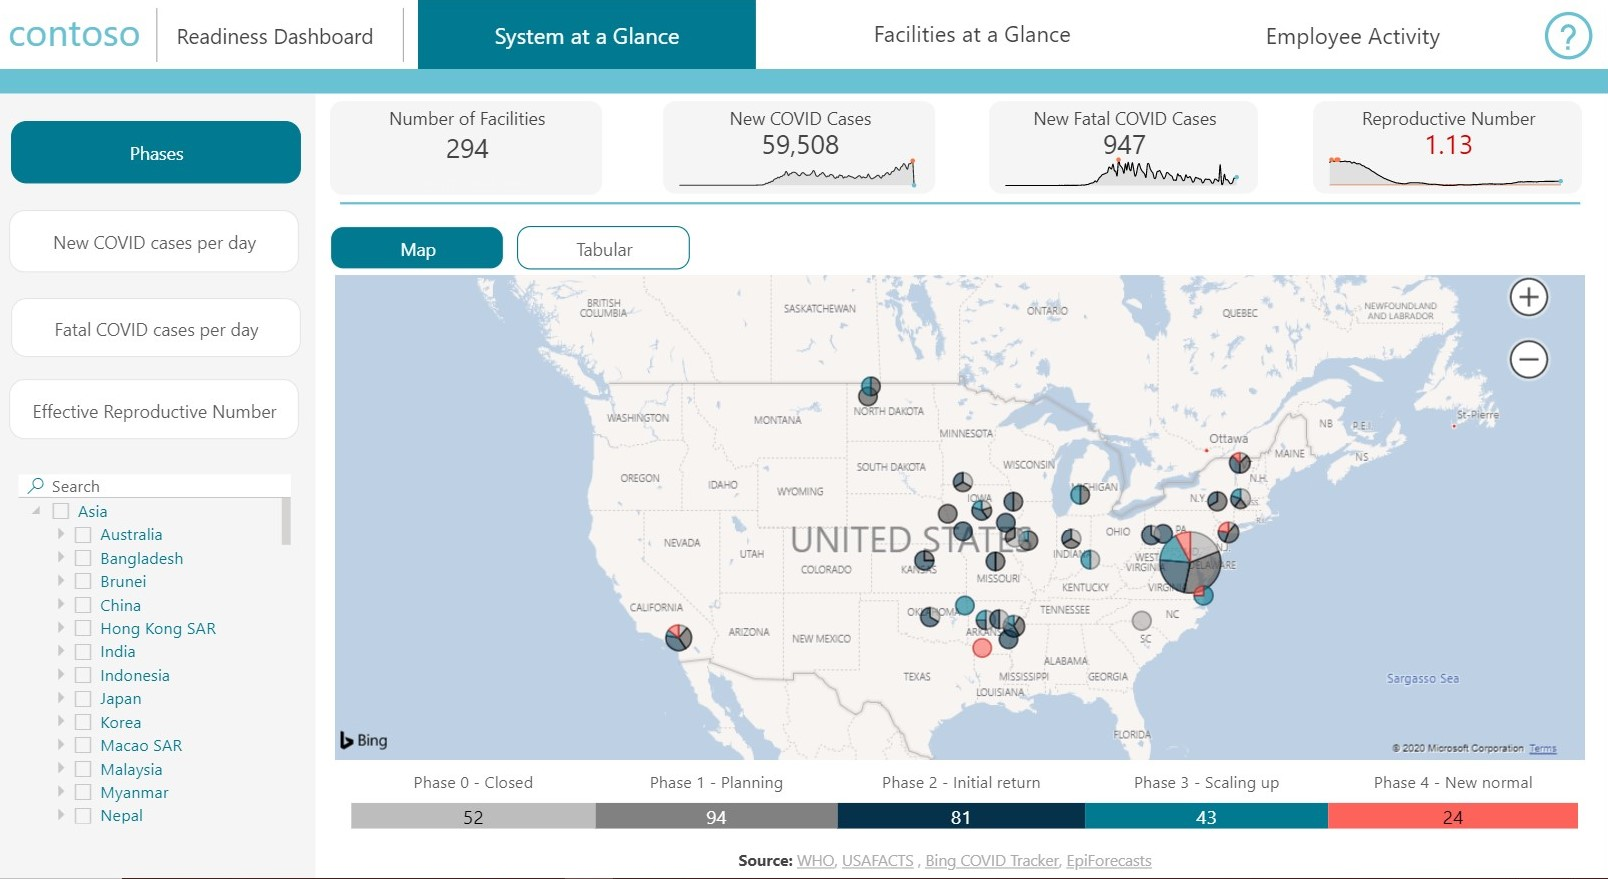 contoso
Readiness Dashboard
System at a Glance
Facilities at a Glance
Employee Activity
?
Phases
New COVID cases per day
Fatal COVID cases per day
Effective Reproductive Number
Search
Asia
Australia
Bangladesh
Brunei
China
Hong Kong SAR
India
Indonesia
Japan
Korea
Macao SAR
Malaysia
Myanmar
Nepal
Number of Facilities
294
New COVID Cases
59,508
New Fatal COVID Cases
947
Reproductive Number
1.13
Map
Tabular
BRITISH
COLUMBIA
SASKATCHEWAN
ONTARIO
QUEBEC
NEWFOUNDLAND
AND LABRADOR
WASHINGTON
MONTANA
NORTH DAKOTA
MINNESOTA
Ottawa
NB
P.E.I.
St-Pierre
MAINE
NS
OREGON
IDAHO
WYOMING
SOUTH DAKOTA
WISCONSIN
MICHIGAN
N.Y.
N.H.
IOWA
NEVADA
UTAH
COLORADO
UNITED STATES
KANSAS
MISSOURI
INDIANA
OHIO
PA
N.J.
WEST
VIRGINIA
DELAWARE
KENTUCKY
CALIFORNIA
ARIZONA
NEW MEXICO
TENNESSEE
NC
SC
TEXAS
MISSISSIPPI
ALABAMA
GEORGIA
LOUISIANA
FLORIDA
Sargasso Sea
Bing
© 2020 Microsoft Corporation Terms
Phase 0 - Closed
Phase 1 - Planning
Phase 2 - Initial return
Phase 3 - Scaling up
Phase 4 - New normal
52
94
81
43
24
Source: WHO, USAFACTS , Bing COVID Tracker, EpiForecasts